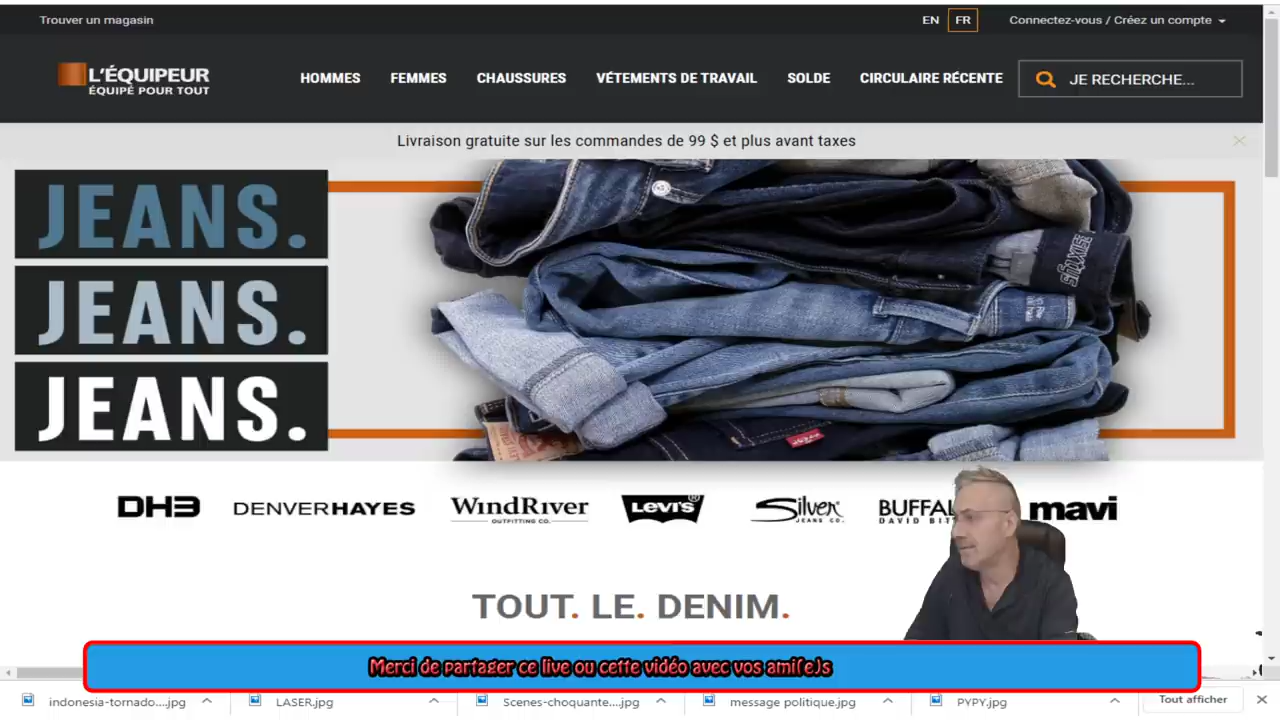 Trouver un magasin
EN FR Connectez-vous / Créez un compte
L'ÉQUIPEUR
ÉQUIPÉ POUR TOUT
HOMMES FEMMES CHAUSSURES VÉTEMENTS DE TRAVAIL SOLDE CIRCULAIRE RÉCENTE JE RECHERCHE...
Livraison gratuite sur les commandes de 99 $ et plus avant taxes
JEANS.
JEANS.
JEANS.
DH3 DENVERHAYES WINDRIVER OUTFITTING CO. LEVI'S® Silver JEANS CO. BUFFAL DAVID BIT mavi
TOUT. LE. DENIM.
Merci de partager ce live ou cette vidéo avec vos ami(e)s
indonesia-tornado....jpg LASER.jpg Scenes-choquante....jpg message politique.jpg PYPY.jpg Tout afficher